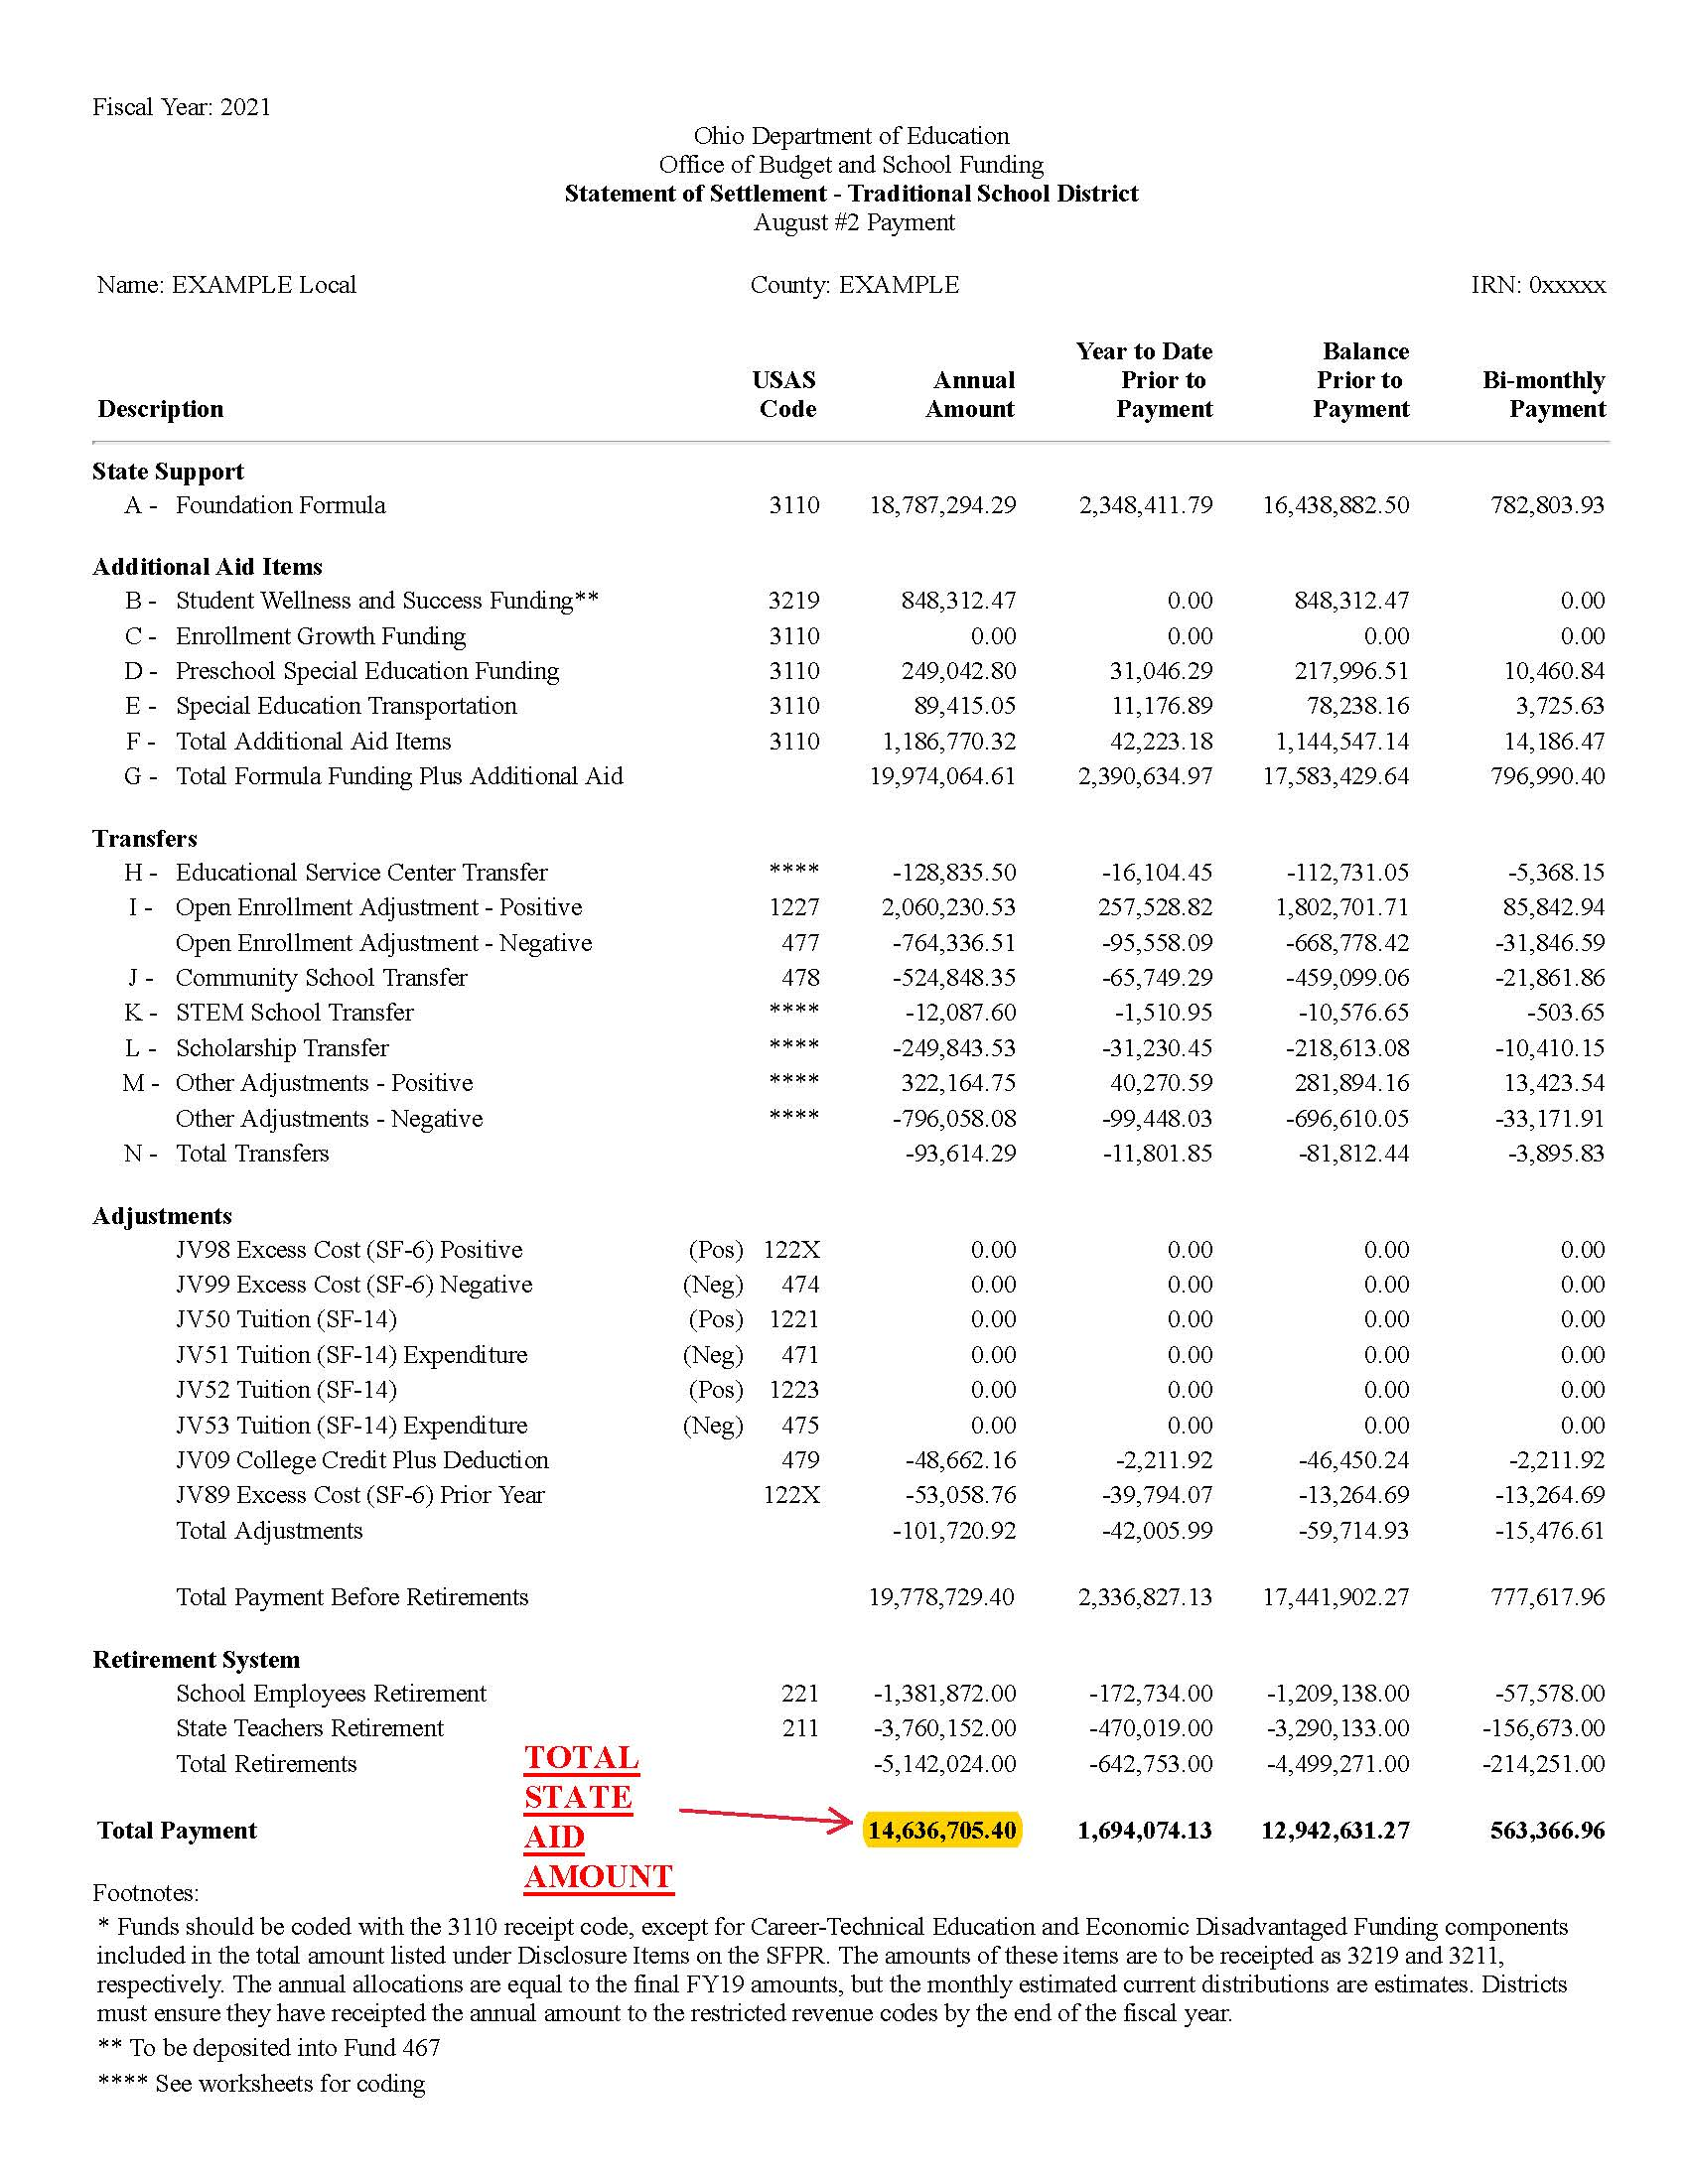 Fiscal Year: 2021
Ohio Department of Education
Office of Budget and School Funding
Statement of Settlement - Traditional School District
August #2 Payment
Name: EXAMPLE Local County: EXAMPLE IRN: 0xxxxx
Year to Date Balance
USAS Annual Prior to Prior to Bi-monthly
Description Code Amount Payment Payment Payment
State Support
A - Foundation Formula 3110 18,787,294.29 2,348,411.79 16,438,882.50 782,803.93
Additional Aid Items
B - Student Wellness and Success Funding** 3219 848,312.47 0.00 848,312.47 0.00
C - Enrollment Growth Funding 3110 0.00 0.00 0.00 0.00
D - Preschool Special Education Funding 3110 249,042.80 31,046.29 217,996.51 10,460.84
E - Special Education Transportation 3110 89,415.05 11,176.89 78,238.16 3,725.63
F - Total Additional Aid Items 3110 1,186,770.32 42,223.18 1,144,547.14 14,186.47
G - Total Formula Funding Plus Additional Aid 19,974,064.61 2,390,634.97 17,583,429.64 796,990.40
Transfers
H - Educational Service Center Transfer **** -128,835.50 -16,104.45 -112,731.05 -5,368.15
I - Open Enrollment Adjustment - Positive 1227 2,060,230.53 257,528.82 1,802,701.71 85,842.94
Open Enrollment Adjustment - Negative 477 -764,336.51 -95,558.09 -668,778.42 -31,846.59
J - Community School Transfer 478 -524,848.35 -65,749.29 -459,099.06 -21,861.86
K - STEM School Transfer **** -12,087.60 -1,510.95 -10,576.65 -503.65
L - Scholarship Transfer **** -249,843.53 -31,230.45 -218,613.08 -10,410.15
M - Other Adjustments - Positive **** 322,164.75 40,270.59 281,894.16 13,423.54
Other Adjustments - Negative **** -796,058.08 -99,448.03 -696,610.05 -33,171.91
N - Total Transfers -93,614.29 -11,801.85 -81,812.44 -3,895.83
Adjustments
JV98 Excess Cost (SF-6) Positive (Pos) 122X 0.00 0.00 0.00 0.00
JV99 Excess Cost (SF-6) Negative (Neg) 474 0.00 0.00 0.00 0.00
JV50 Tuition (SF-14) (Pos) 1221 0.00 0.00 0.00 0.00
JV51 Tuition (SF-14) Expenditure (Neg) 471 0.00 0.00 0.00 0.00
JV52 Tuition (SF-14) (Pos) 1223 0.00 0.00 0.00 0.00
JV53 Tuition (SF-14) Expenditure (Neg) 475 0.00 0.00 0.00 0.00
JV09 College Credit Plus Deduction 479 -48,662.16 -2,211.92 -46,450.24 -2,211.92
JV89 Excess Cost (SF-6) Prior Year 122X -53,058.76 -39,794.07 -13,264.69 -13,264.69
Total Adjustments -101,720.92 -42,005.99 -59,714.93 -15,476.61
Total Payment Before Retirements 19,778,729.40 2,336,827.13 17,441,902.27 777,617.96
Retirement System
School Employees Retirement 221 -1,381,872.00 -172,734.00 -1,209,138.00 -57,578.00
State Teachers Retirement 211 -3,760,152.00 -470,019.00 -3,290,133.00 -156,673.00
Total Retirements -5,142,024.00 -642,753.00 -4,499,271.00 -214,251.00
TOTAL
STATE
AID
AMOUNT
Total Payment 14,636,705.40 1,694,074.13 12,942,631.27 563,366.96
Footnotes:
* Funds should be coded with the 3110 receipt code, except for Career-Technical Education and Economic Disadvantaged Funding components
included in the total amount listed under Disclosure Items on the SFPR. The amounts of these items are to be receipted as 3219 and 3211,
respectively. The annual allocations are equal to the final FY19 amounts, but the monthly estimated current distributions are estimates. Districts
must ensure they have receipted the annual amount to the restricted revenue codes by the end of the fiscal year.
** To be deposited into Fund 467
**** See worksheets for coding